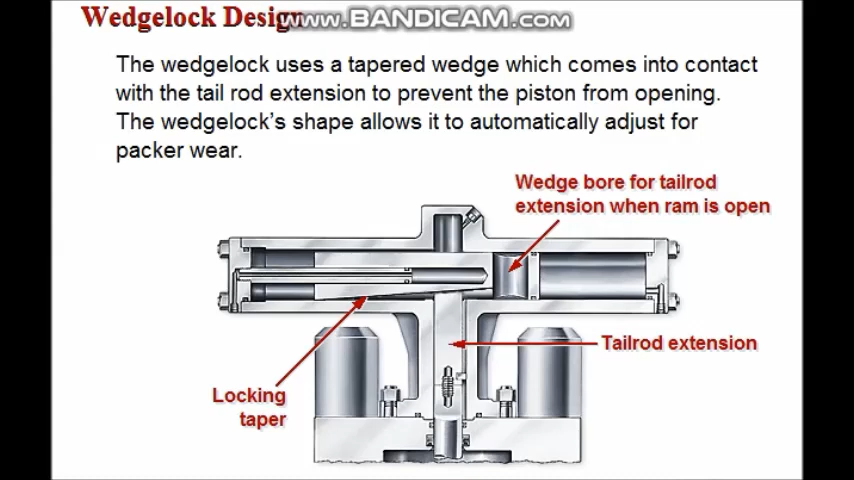 Wedgelock Design
www.BANDICAM.com
The wedgelock uses a tapered wedge which comes into contact
with the tail rod extension to prevent the piston from opening.
The wedgelock's shape allows it to automatically adjust for
packer wear.
Wedge bore for tailrod
extension when ram is open
Tailrod extension
Locking
taper